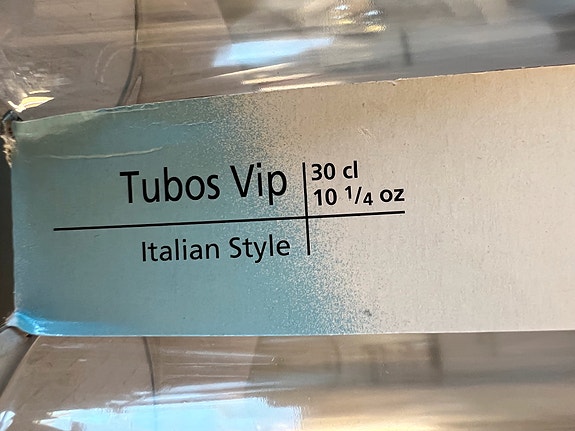 Tubos Vip
30 cl
10 1/4 oz
Italian Style